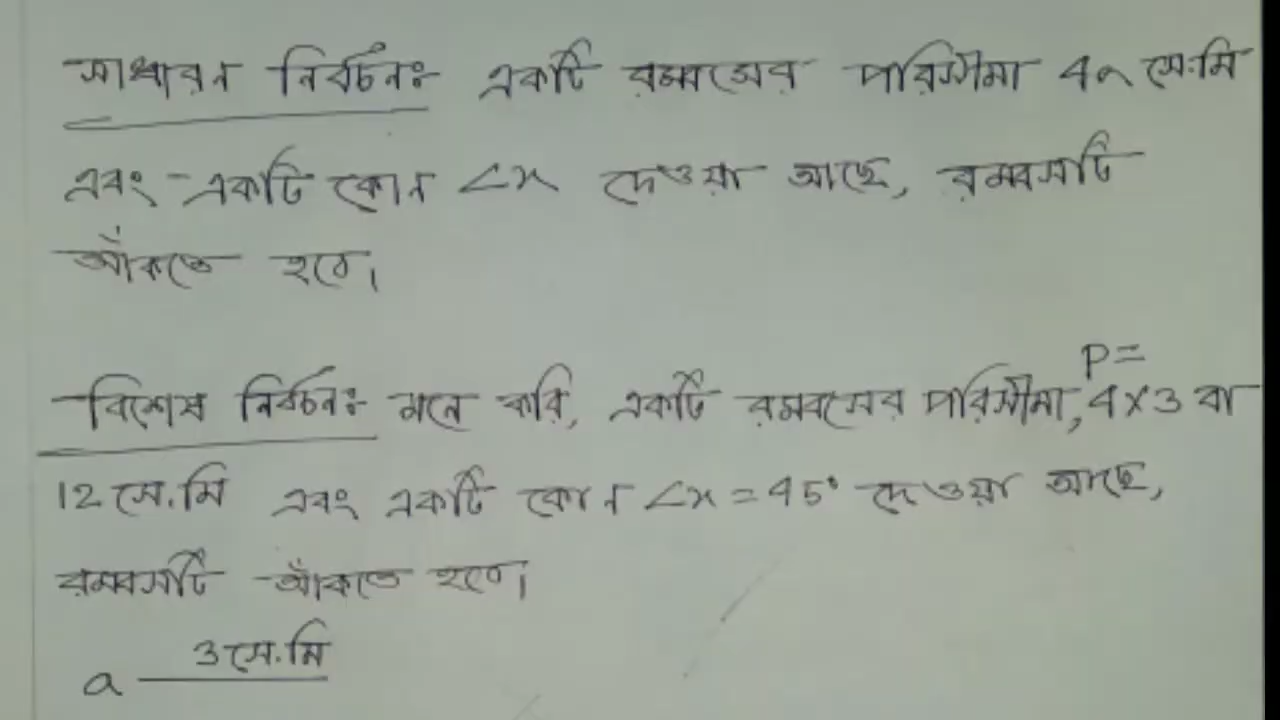 সাধারন নির্বচনঃ একটি রম্বসের পরিসীমা 4a সে.মি
এবং একটি কোন ∠x দেওয়া আছে, রম্বসটি
আঁকতে হবে।
P=
বিশেষ নির্বচনঃ মনে করি, একটি রম্বসের পরিসীমা, 4×3 বা
12 সে.মি এবং একটি কোন ∠x = 45° দেওয়া আছে,
রম্বসটি আঁকতে হবে।
3 সে.মি
a